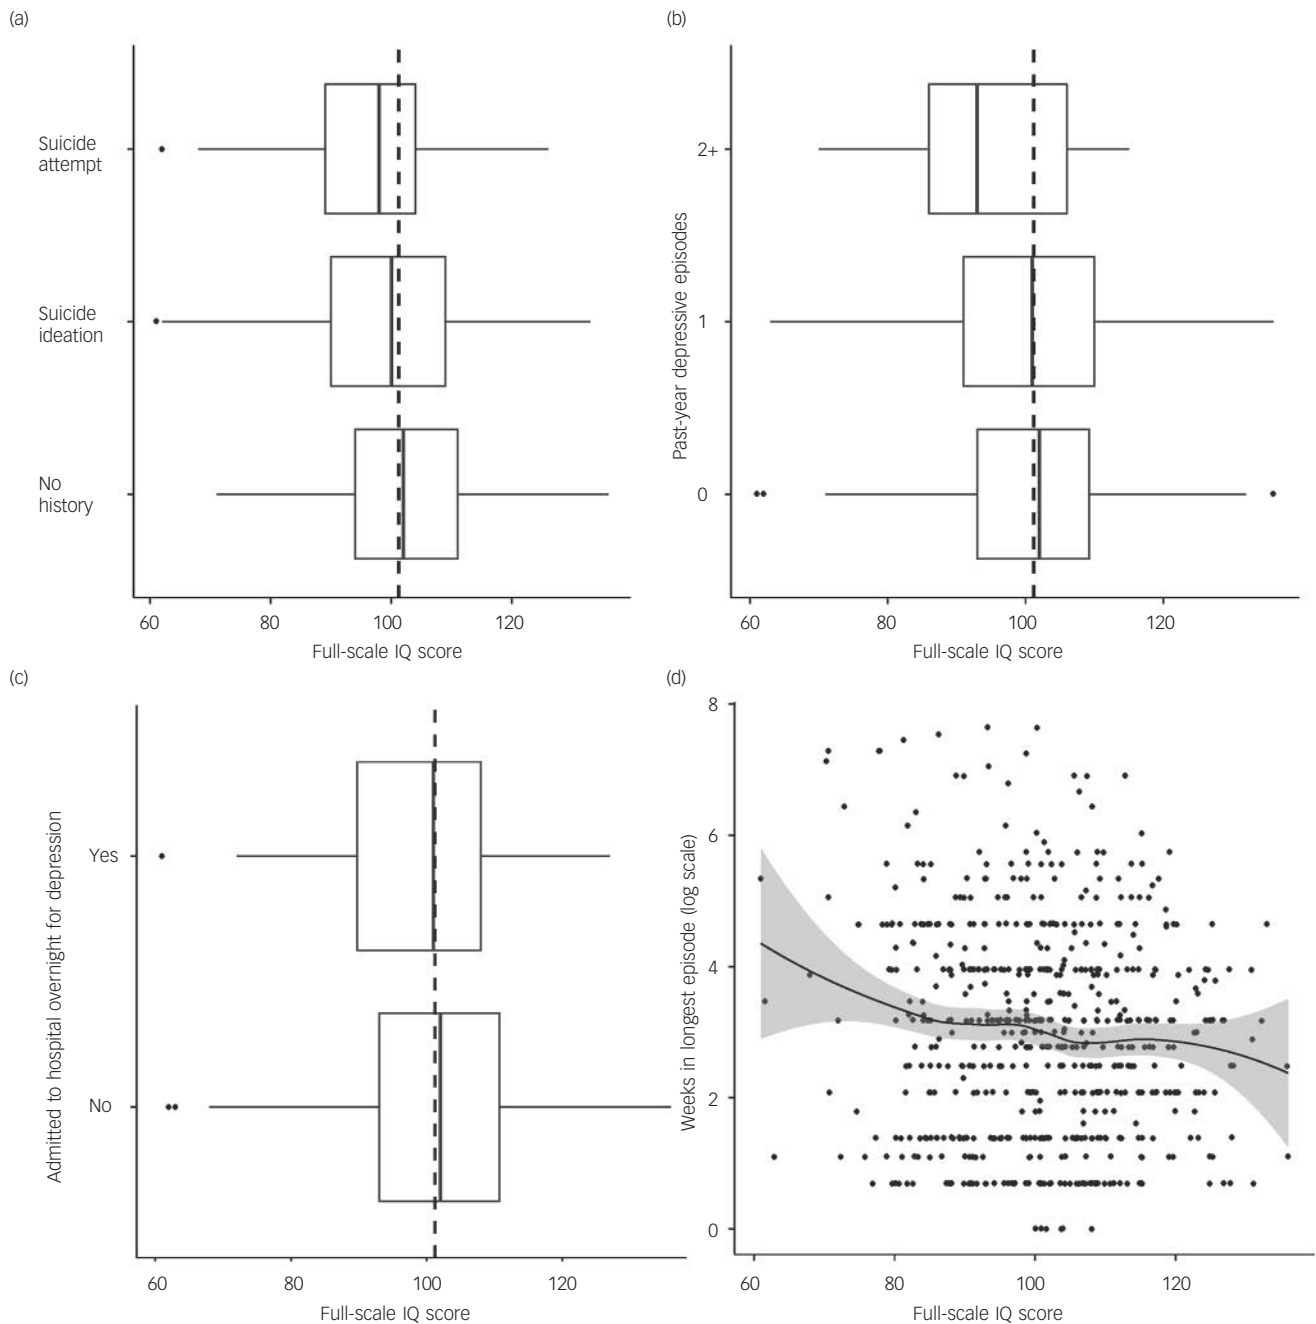 (a)
Suicide
attempt
Suicide
ideation
No
history
60 80 100 120
Full-scale IQ score
(b)
Past-year depressive episodes
2+
1
0
60 80 100 120
Full-scale IQ score
(c)
Admitted to hospital overnight for depression
Yes
No
60 80 100 120
Full-scale IQ score
(d)
Weeks in longest episode (log scale)
8
6
4
2
0
60 80 100 120
Full-scale IQ score